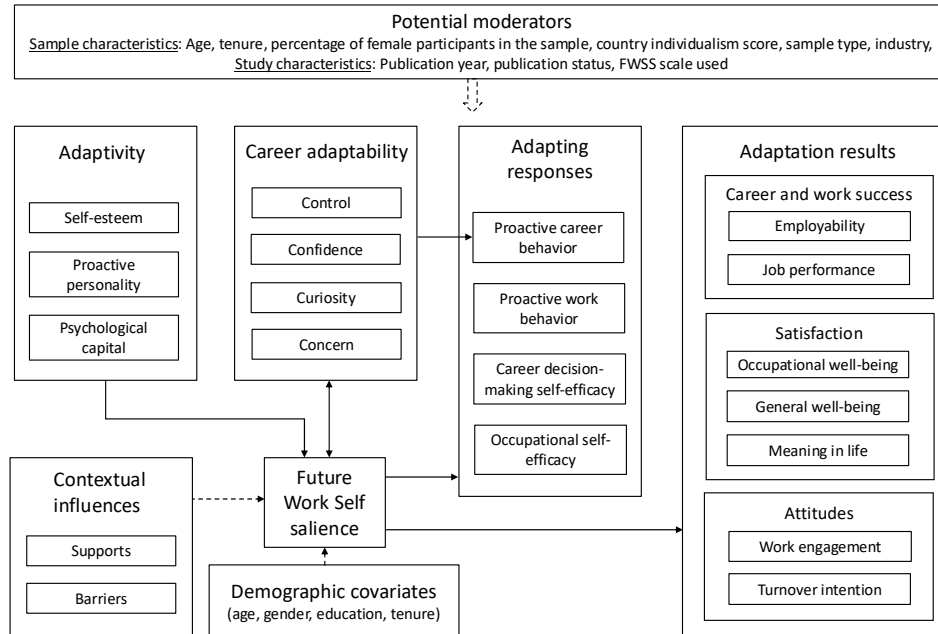 Potential moderators
Sample characteristics: Age, tenure, percentage of female participants in the sample, country individualism score, sample type, industry,
Study characteristics: Publication year, publication status, FWSS scale used
Adaptivity
Self-esteem
Proactive
personality
Psychological
capital
Career adaptability
Control
Confidence
Curiosity
Concern
Adapting
responses
Proactive career
behavior
Proactive work
behavior
Career decision-
making self-efficacy
Occupational self-
efficacy
Adaptation results
Career and work success
Employability
Job performance
Satisfaction
Occupational well-being
General well-being
Meaning in life
Attitudes
Work engagement
Turnover intention
Contextual
influences
Supports
Barriers
Future
Work Self
salience
Demographic covariates
(age, gender, education, tenure)